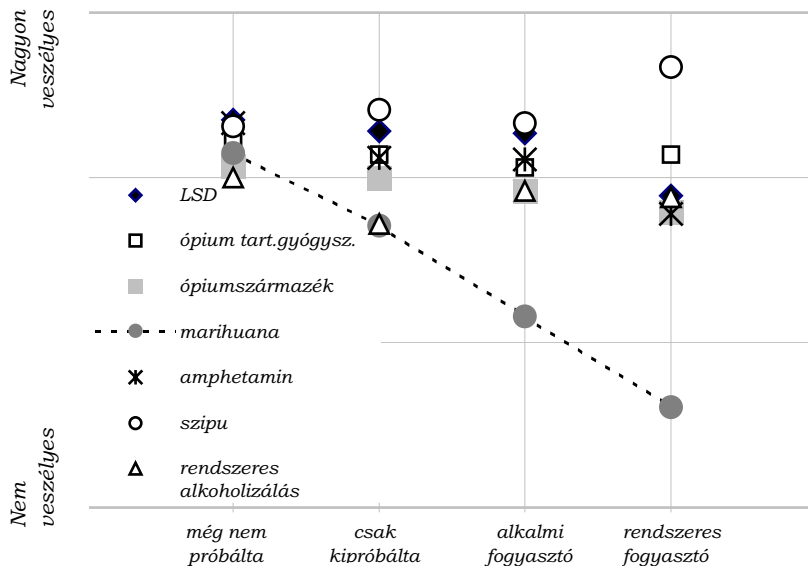 Nagyon
veszélyes
LSD
ópium tart.gyógysz.
ópiumszármazék
marihuana
amphetamin
szipu
rendszeres
alkoholizálás
Nem
veszélyes
még nem
próbálta
csak
kipróbálta
alkalmi
fogyasztó
rendszeres
fogyasztó